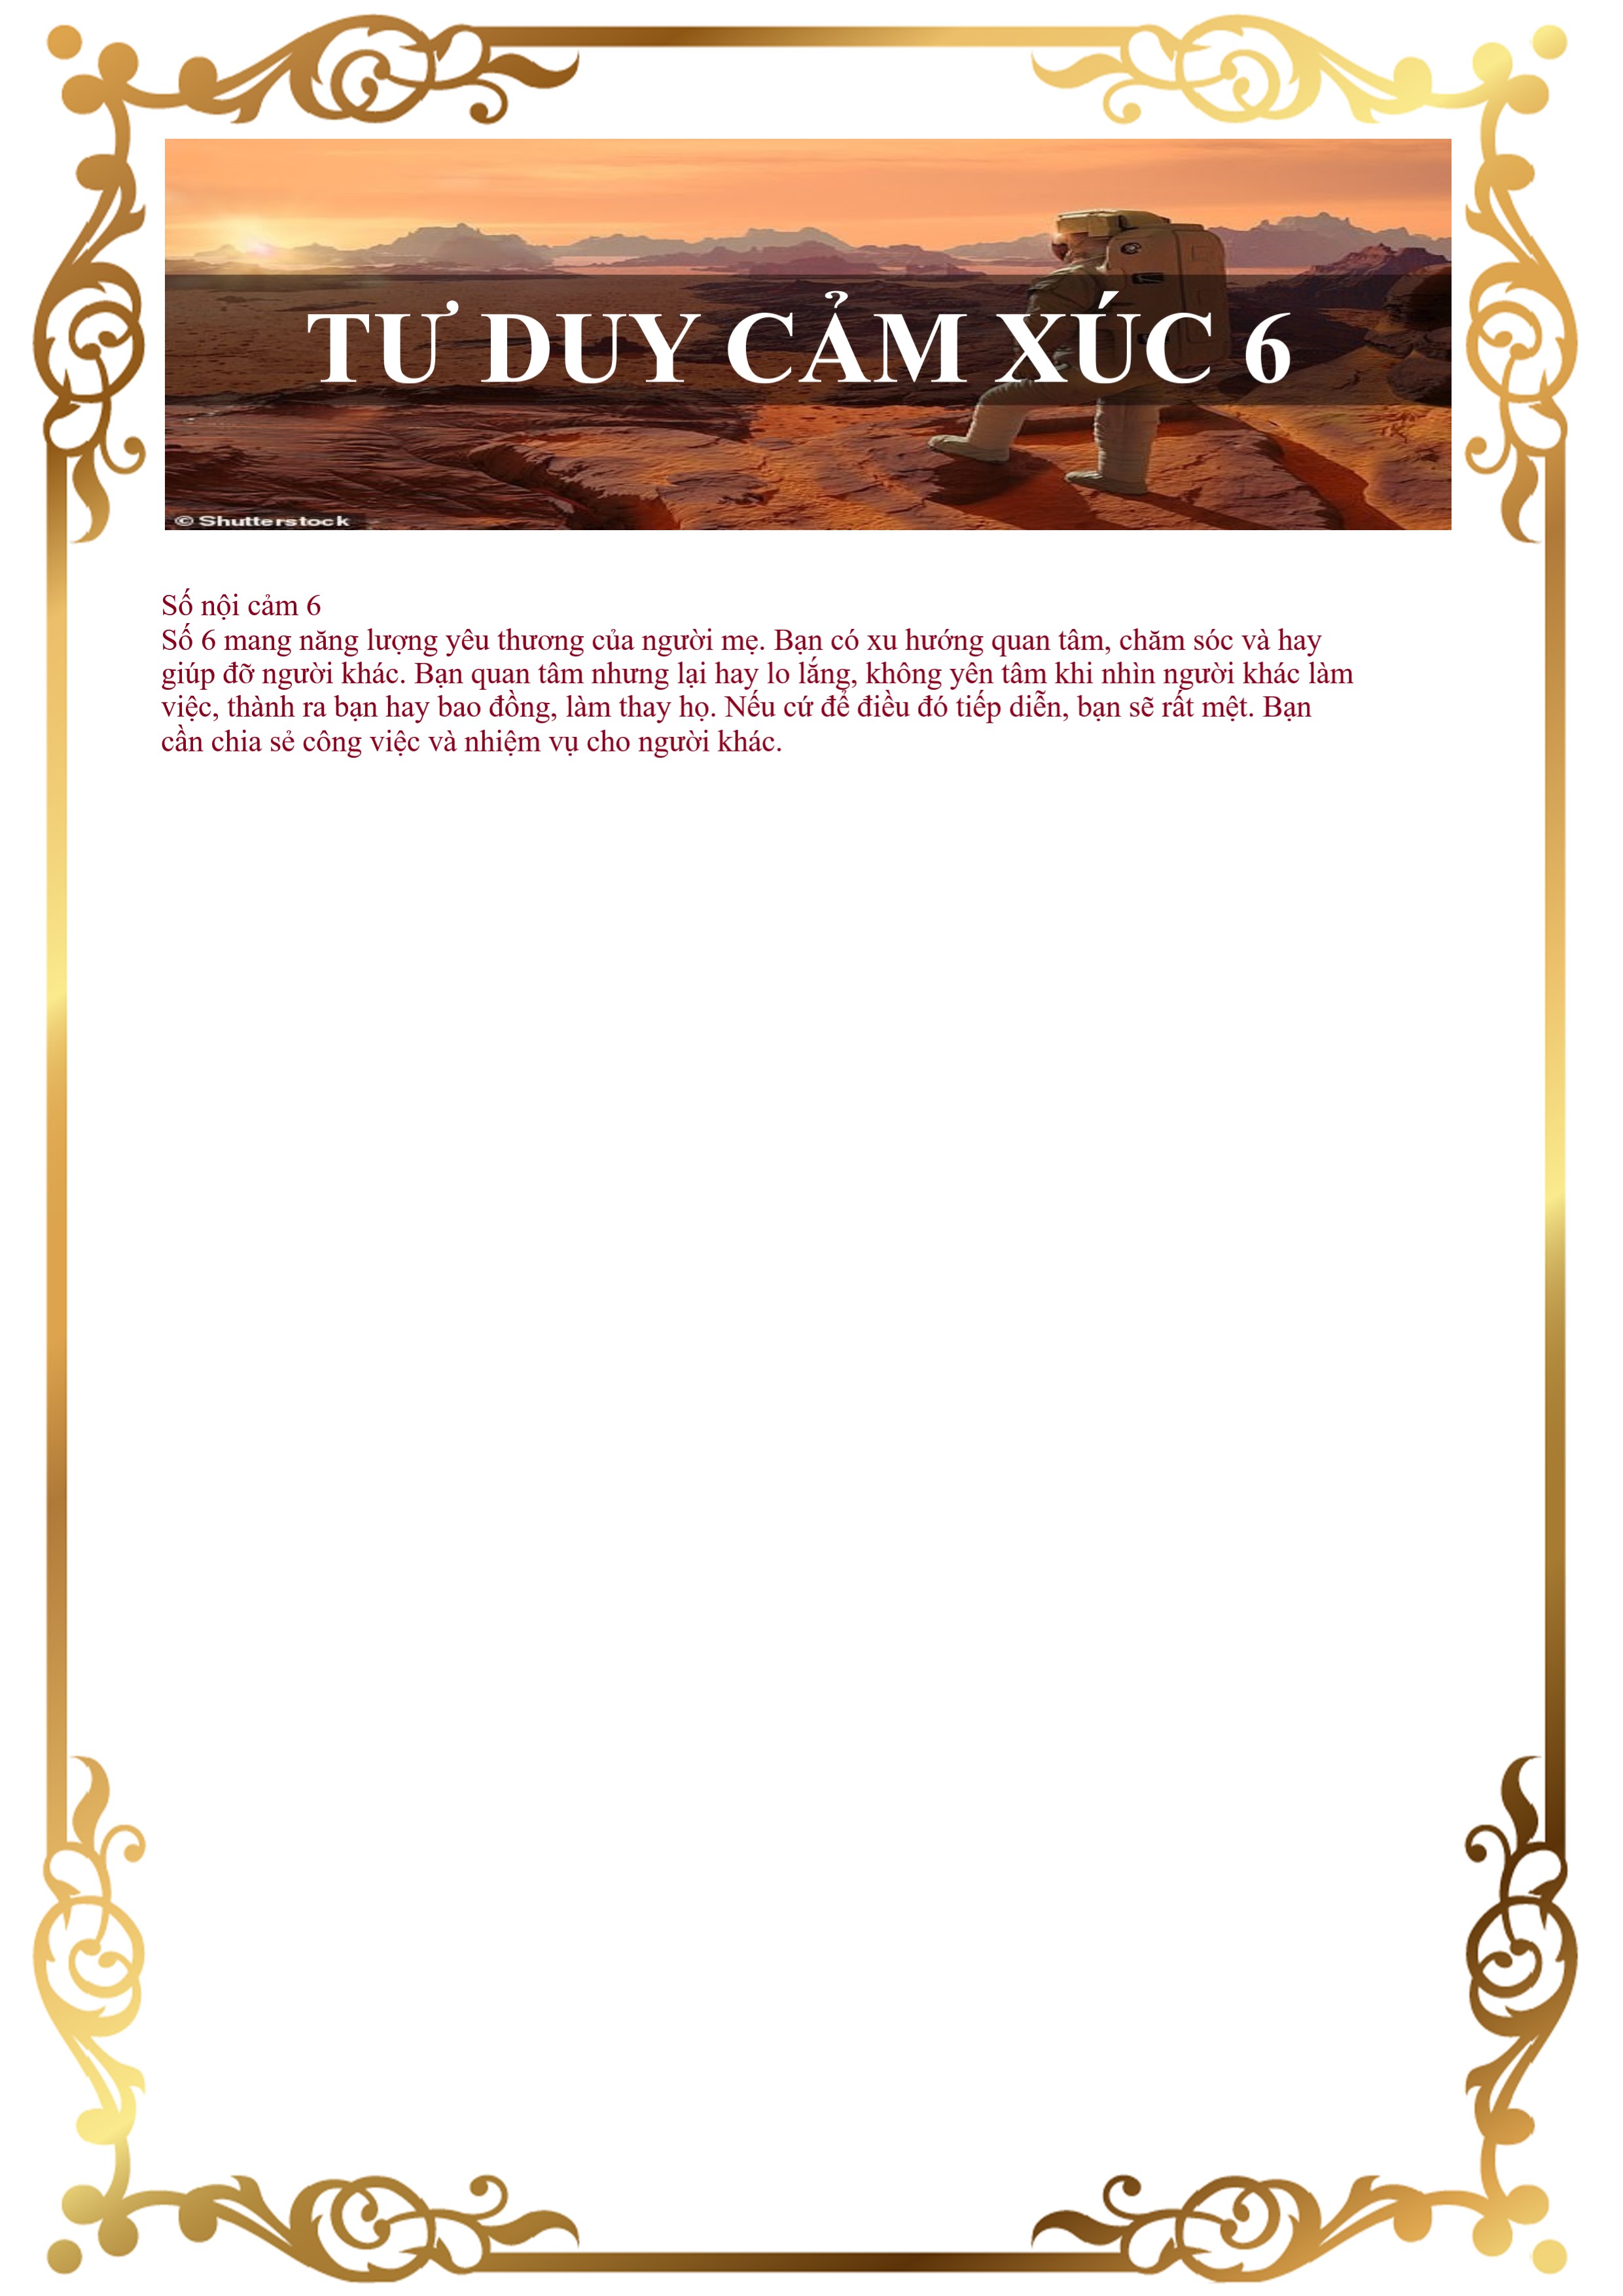 TƯ DUY CẢM XÚC 6
© Shutterstock
Số nội cảm 6
Số 6 mang năng lượng yêu thương của người mẹ. Bạn có xu hướng quan tâm, chăm sóc và hay
giúp đỡ người khác. Bạn quan tâm nhưng lại hay lo lắng, không yên tâm khi nhìn người khác làm
việc, thành ra bạn hay bao đồng, làm thay họ. Nếu cứ để điều đó tiếp diễn, bạn sẽ rất mệt. Bạn
cần chia sẻ công việc và nhiệm vụ cho người khác.